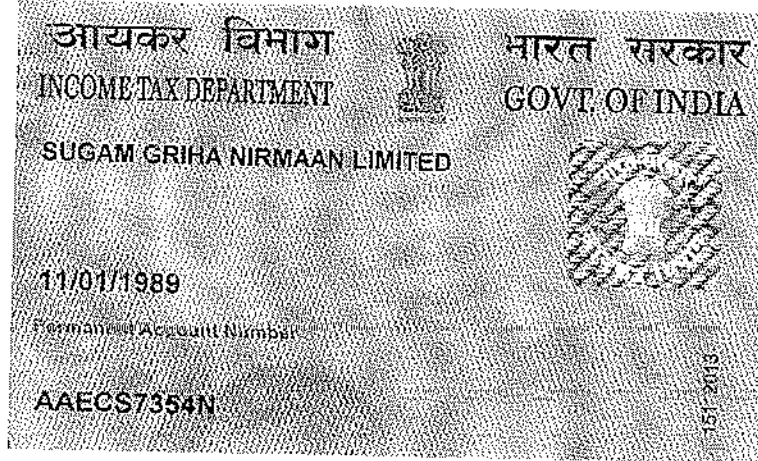 आयकर विभाग
INCOME TAX DEPARTMENT
भारत सरकार
GOVT. OF INDIA
SUGAM GRIHA NIRMAAN LIMITED
11/01/1989
Permanent Account Number
AAECS7354N